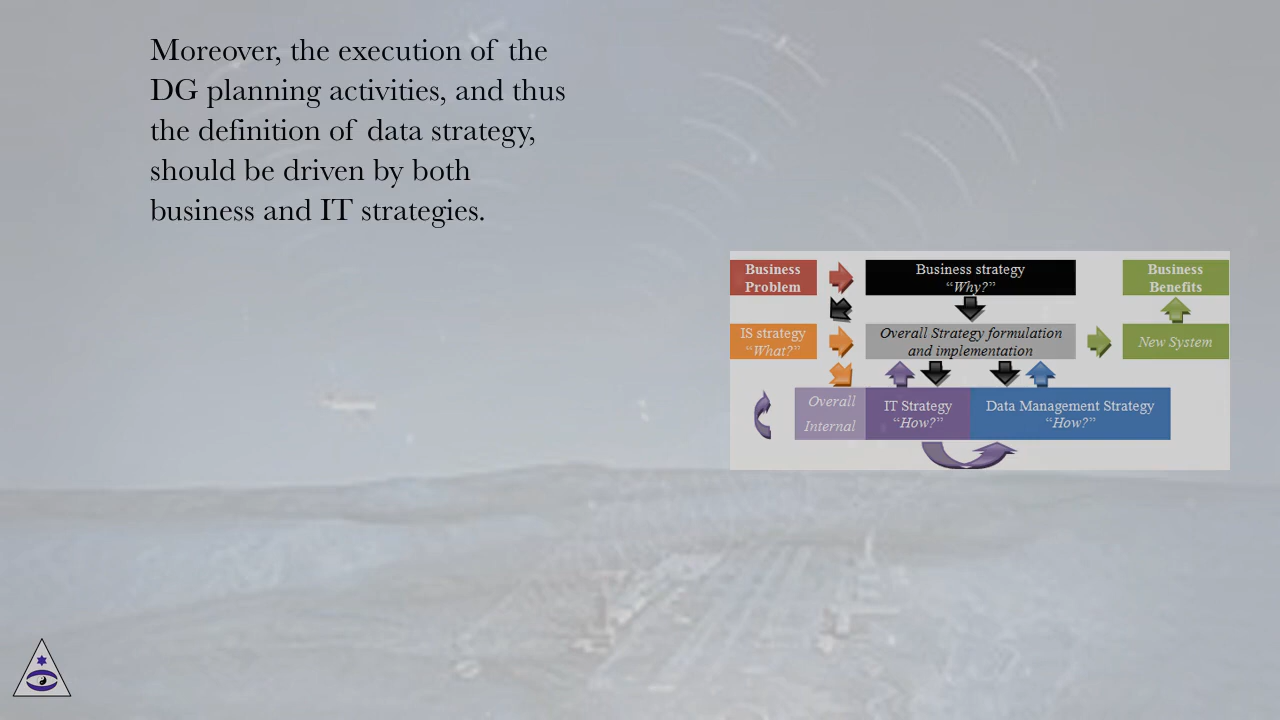 Moreover, the execution of the
DG planning activities, and thus
the definition of data strategy,
should be driven by both
business and IT strategies.
Business
Problem
Business strategy
“Why?”
Business
Benefits
IS strategy
“What?”
Overall Strategy formulation
and implementation
New System
Overall
Internal
IT Strategy
“How?”
Data Management Strategy
“How?”